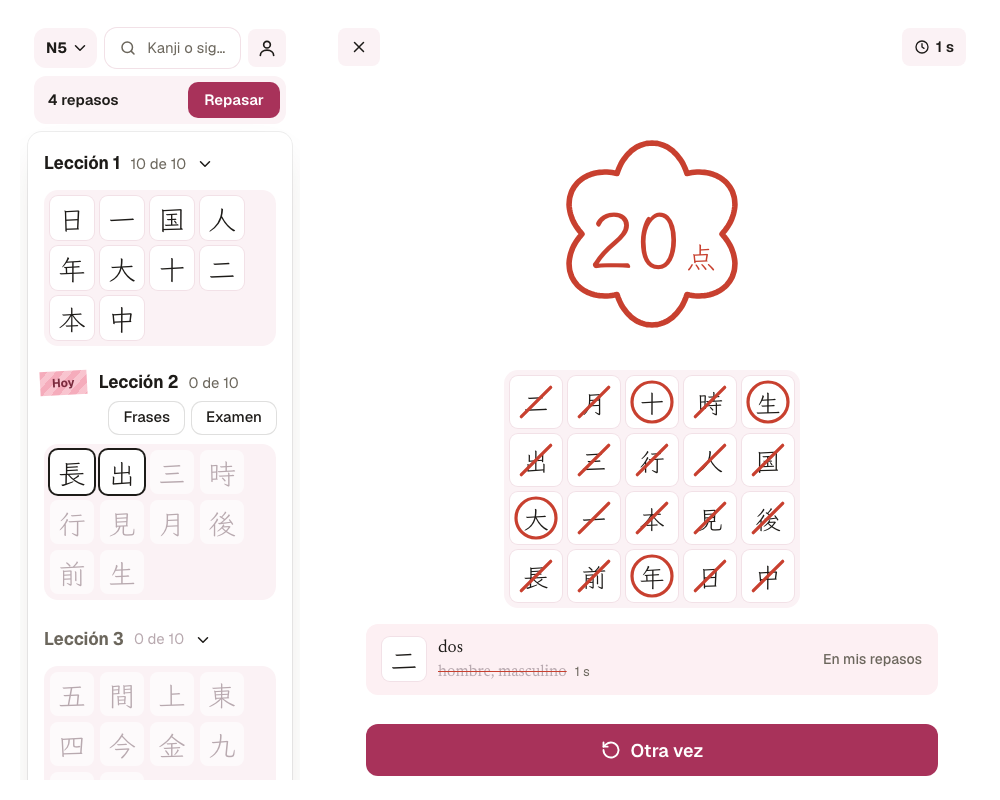 N5
Kanji o sig...
4 repasos
Repasar
Lección 1 10 de 10
日 一 国 人
年 大 十 二
本 中
Hoy Lección 2 0 de 10
Frases Examen
長 出 三 時
行 見 月 後
前 生
Lección 3 0 de 10
五 間 上 東
四 今 金 九
1 s
20 点
二 月 十 時 生
出 三 行 人 国
大 一 本 見 後
長 前 年 日 中
二
dos
hombre, masculino 1 s
En mis repasos
Otra vez